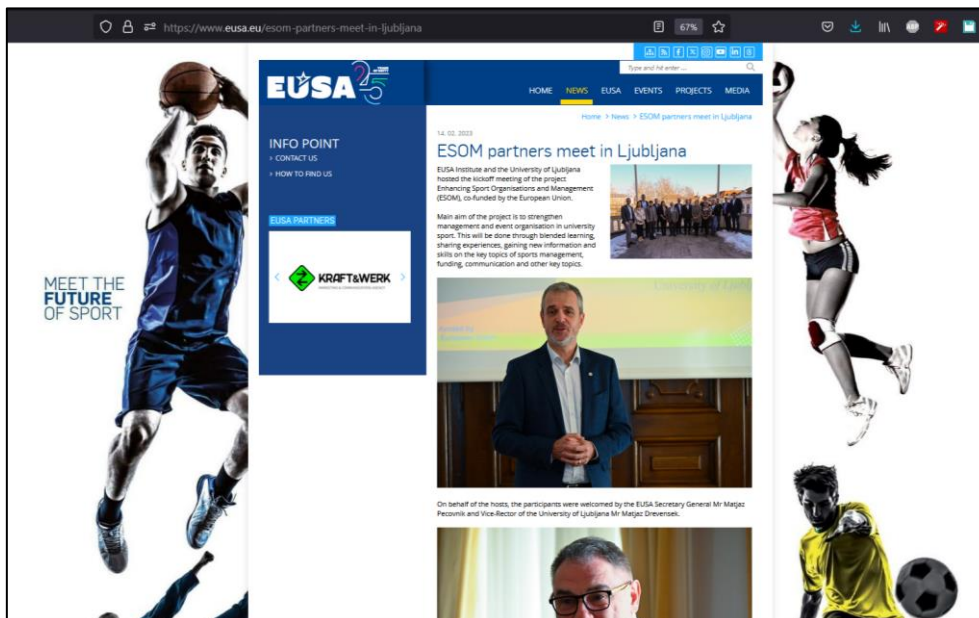 https://www.eusa.eu/esom-partners-meet-in-ljubljana
67%
EUSA 25
Type and hit enter ...
HOME NEWS EUSA EVENTS PROJECTS MEDIA
Home > News > ESOM partners meet in Ljubljana
INFO POINT
> CONTACT US
> HOW TO FIND US
EUSA PARTNERS
KRAFT&WERK
MEET THE
FUTURE
OF SPORT
14. 02. 2023
ESOM partners meet in Ljubljana
EUSA Institute and the University of Ljubljana
hosted the kickoff meeting of the project
Enhancing Sport Organisations and Management
(ESOM), co-funded by the European Union.
Main aim of the project is to strengthen
management and event organisation in university
sport. This will be done through blended learning,
sharing experiences, gaining new information and
skills on the key topics of sports management,
funding, communication and other key topics.
On behalf of the hosts, the participants were welcomed by the EUSA Secretary General Mr Matjaz
Pecovnik and Vice-Rector of the University of Ljubljana Mr Matjaz Drevensek.